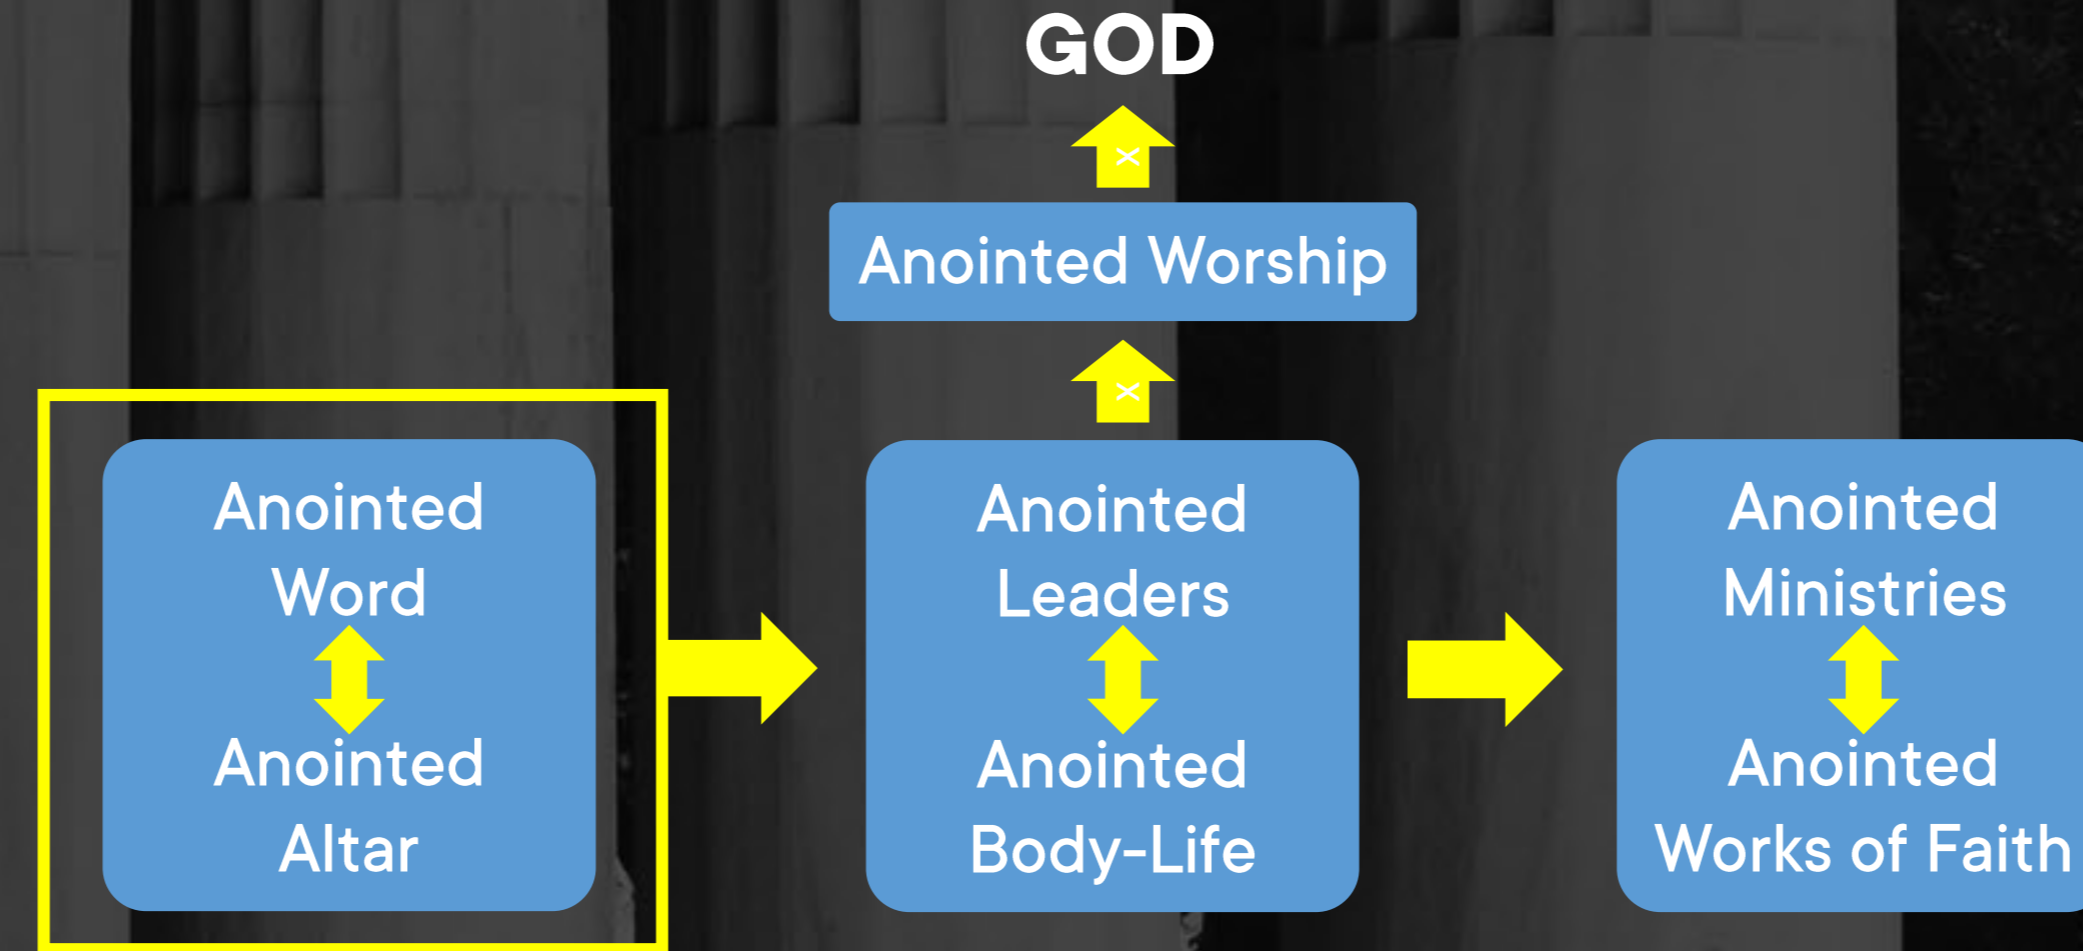 GOD
x
Anointed Worship
x
Anointed
Word
Anointed
Altar
Anointed
Leaders
Anointed
Body-Life
Anointed
Ministries
Anointed
Works of Faith